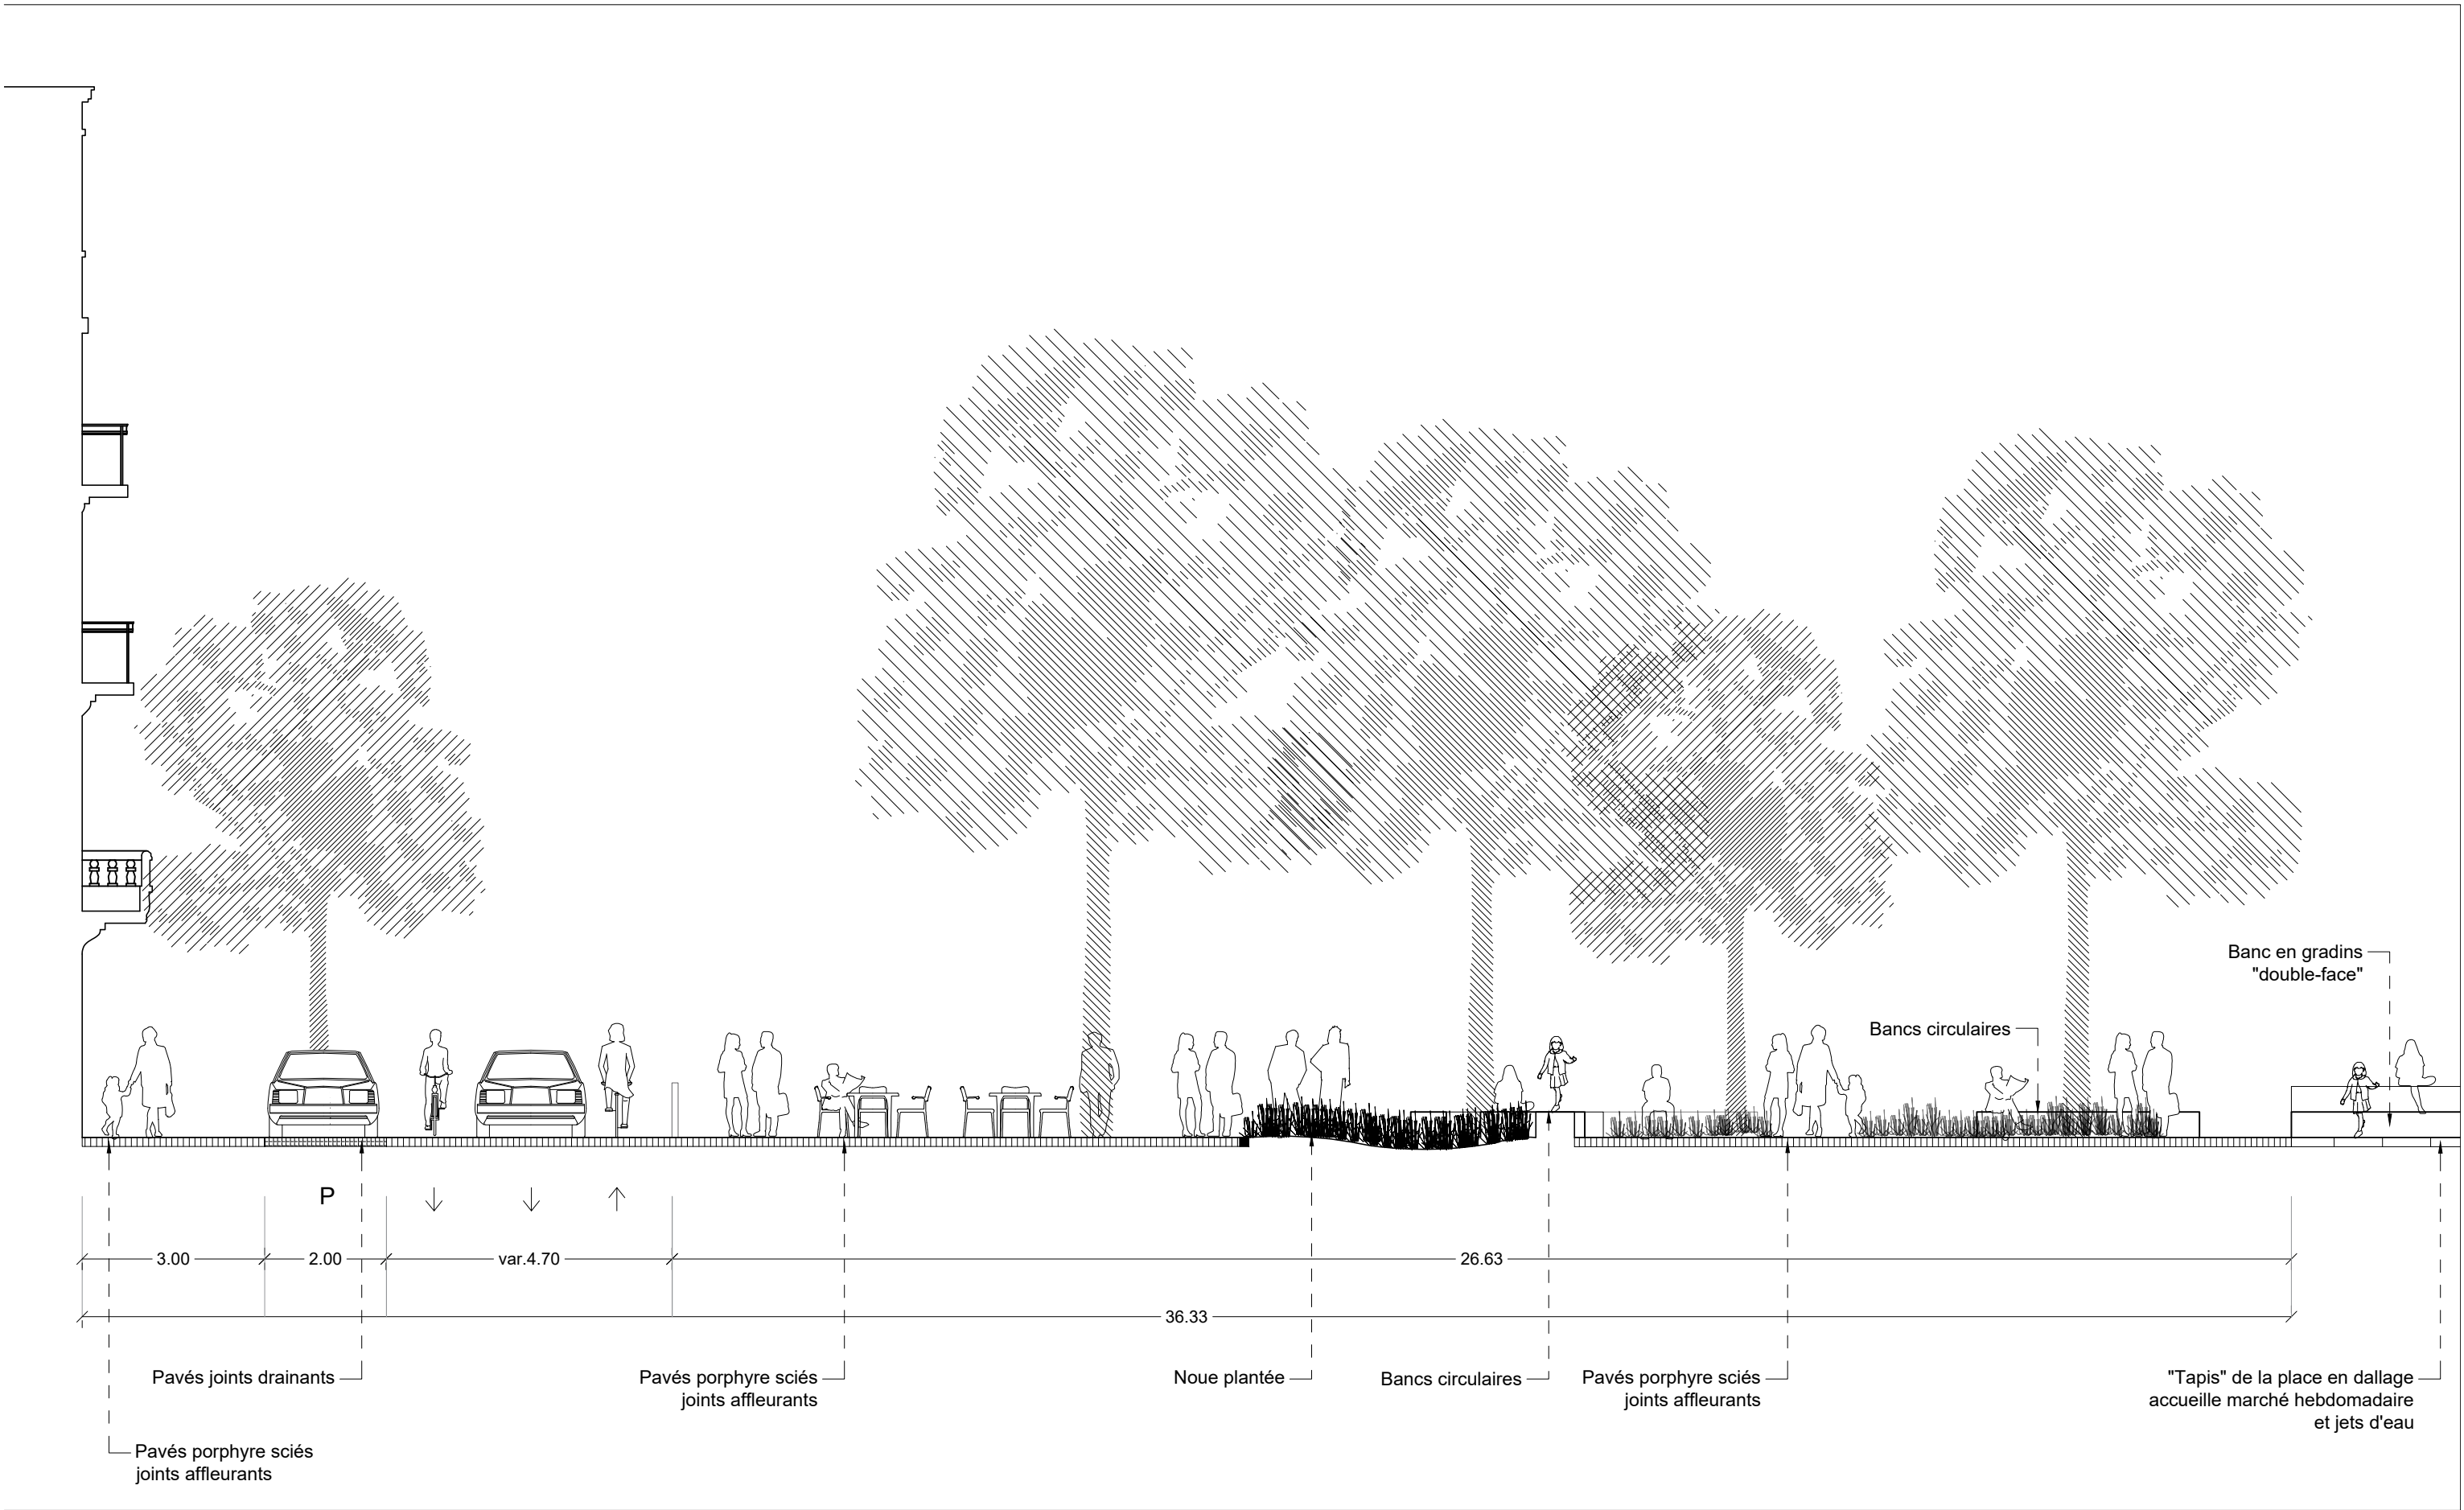 Banc en gradins
"double-face"
Bancs circulaires
P
3.00
2.00
var.4.70
26.63
36.33
Pavés joints drainants
Pavés porphyre sciés
joints affleurants
Noue plantée
Bancs circulaires
Pavés porphyre sciés
joints affleurants
"Tapis" de la place en dallage
accueille marché hebdomadaire
et jets d'eau
Pavés porphyre sciés
joints affleurants